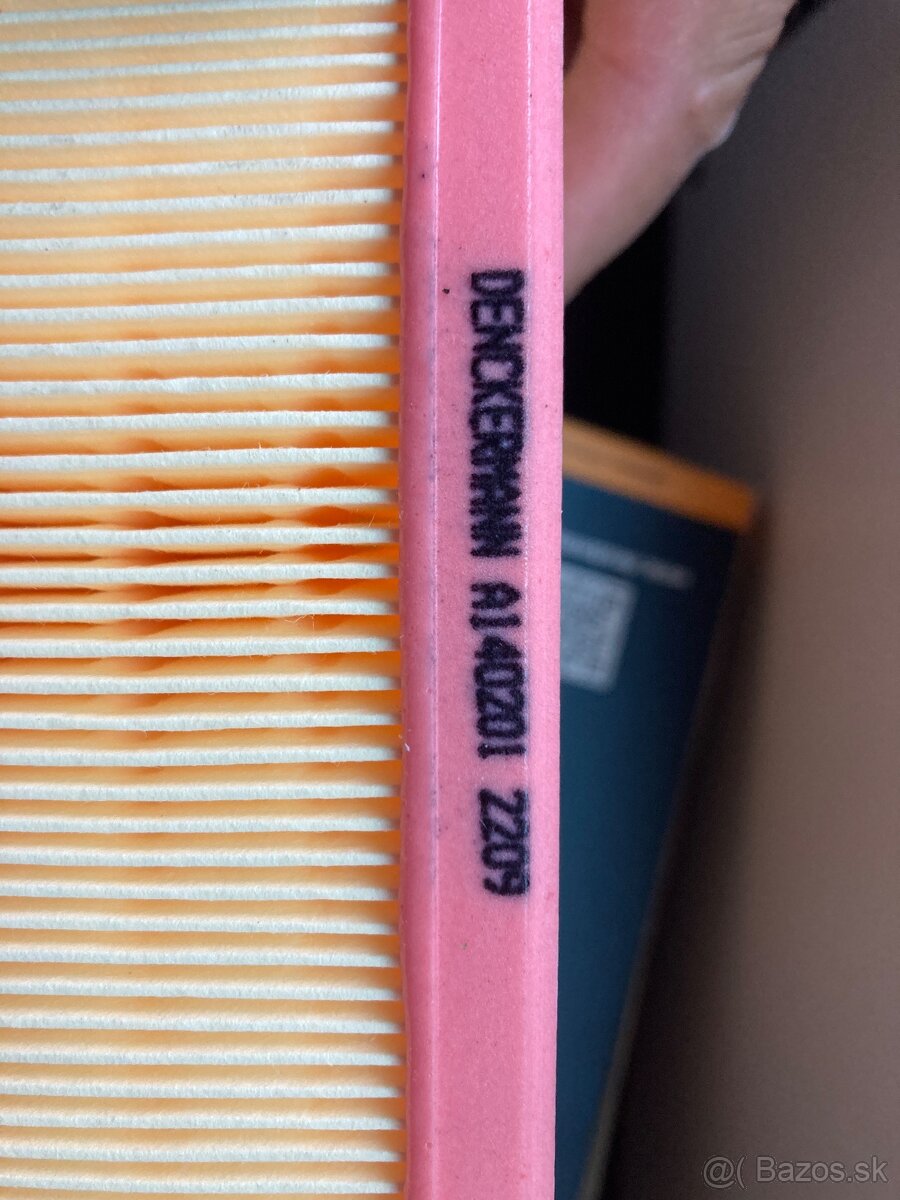 DENCKERMANN A140201 2209
@( Bazos.sk